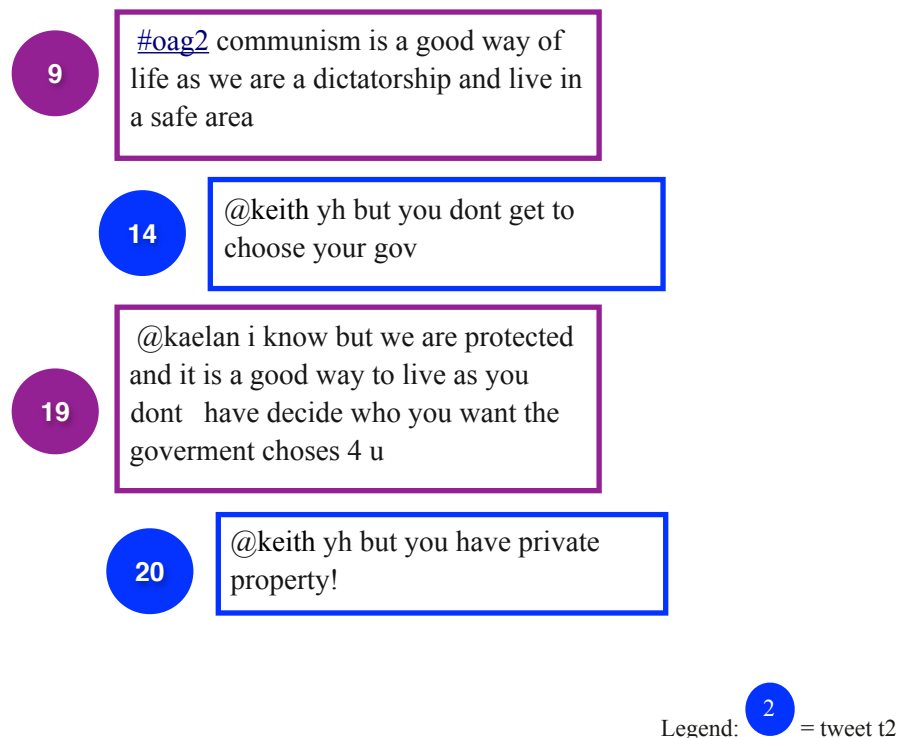 #oag2 communism is a good way of
life as we are a dictatorship and live in
a safe area
9
@keith yh but you dont get to
choose your gov
14
@kaelan i know but we are protected
and it is a good way to live as you
dont   have decide who you want the
goverment choses 4 u
19
@keith yh but you have private
property!
20
Legend: 2 = tweet t2